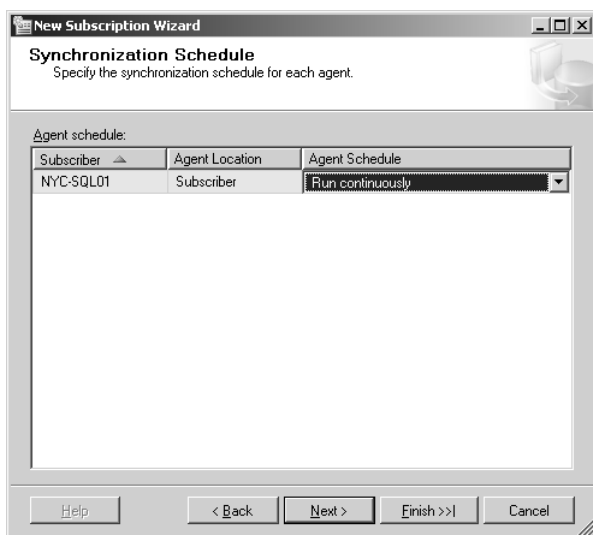 New Subscription Wizard
Synchronization Schedule
Specify the synchronization schedule for each agent.
Agent schedule:
Subscriber Agent Location Agent Schedule
NYC-SQL01 Subscriber Run continuously
Help < Back Next > Finish >>| Cancel